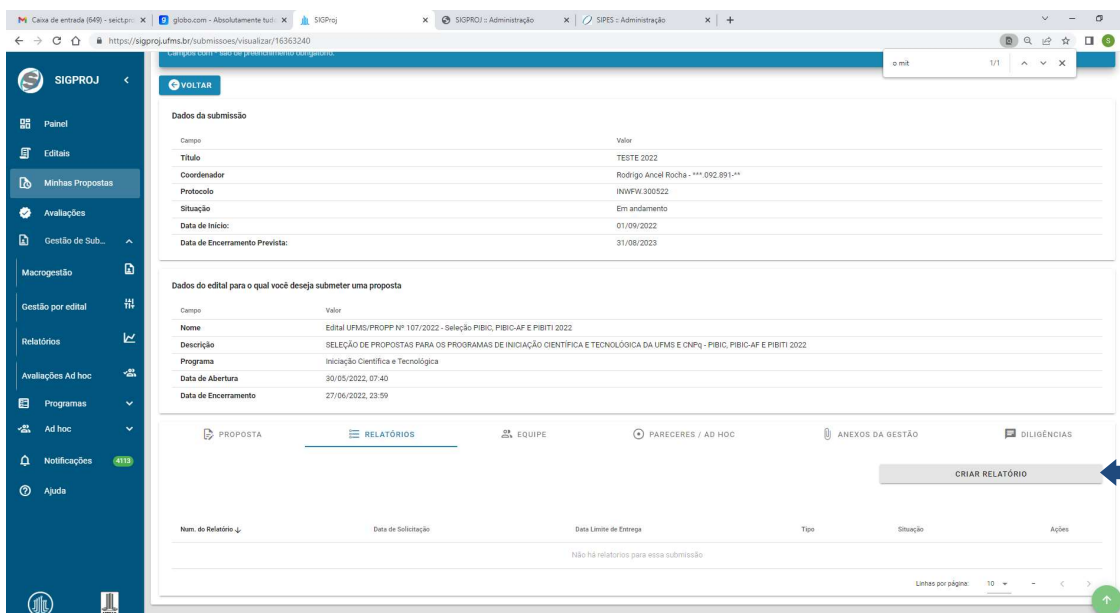 Caixa de entrada (649) - seict.pro
globo.com - Absolutamente tud
SIGProj
SIGPROJ :: Administração
SIPES :: Administração
https://sigproj.ufms.br/submissoes/visualizar/16363240
o mit 1/1
Campos com * são de preenchimento obrigatório.
SIGPROJ
VOLTAR
Painel
Editais
Minhas Propostas
Avaliações
Gestão de Sub...
Macrogestão
Gestão por edital
Relatórios
Avaliações Ad hoc
Programas
Ad hoc
Notificações 4113
Ajuda
Dados da submissão
Campo Valor
Título TESTE 2022
Coordenador Rodrigo Ancel Rocha - ***.092.891-**
Protocolo INWFW.300522
Situação Em andamento
Data de Início: 01/09/2022
Data de Encerramento Prevista: 31/08/2023
Dados do edital para o qual você deseja submeter uma proposta
Campo Valor
Nome Edital UFMS/PROPP Nº 107/2022 - Seleção PIBIC, PIBIC-AF E PIBITI 2022
Descrição SELEÇÃO DE PROPOSTAS PARA OS PROGRAMAS DE INICIAÇÃO CIENTÍFICA E TECNOLÓGICA DA UFMS E CNPq - PIBIC, PIBIC-AF E PIBITI 2022
Programa Iniciação Científica e Tecnológica
Data de Abertura 30/05/2022, 07:40
Data de Encerramento 27/06/2022, 23:59
PROPOSTA RELATÓRIOS EQUIPE PARECERES / AD HOC ANEXOS DA GESTÃO DILIGÊNCIAS
CRIAR RELATÓRIO
Num. do Relatório Data de Solicitação Data Limite de Entrega Tipo Situação Ações
Não há relatorios para essa submissão
Linhas por página: 10 -